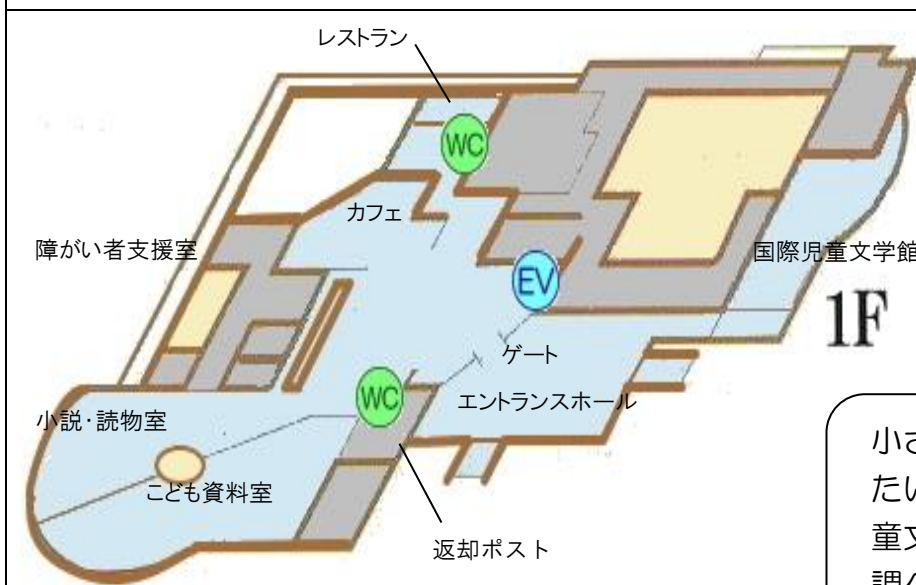 レストラン
WC
カフェ
障がい者支援室
国際児童文学館
EV
1F
ゲート
WC
エントランスホール
小説・読物室
こども資料室
返却ポスト
小さ
たい
童文
調べ